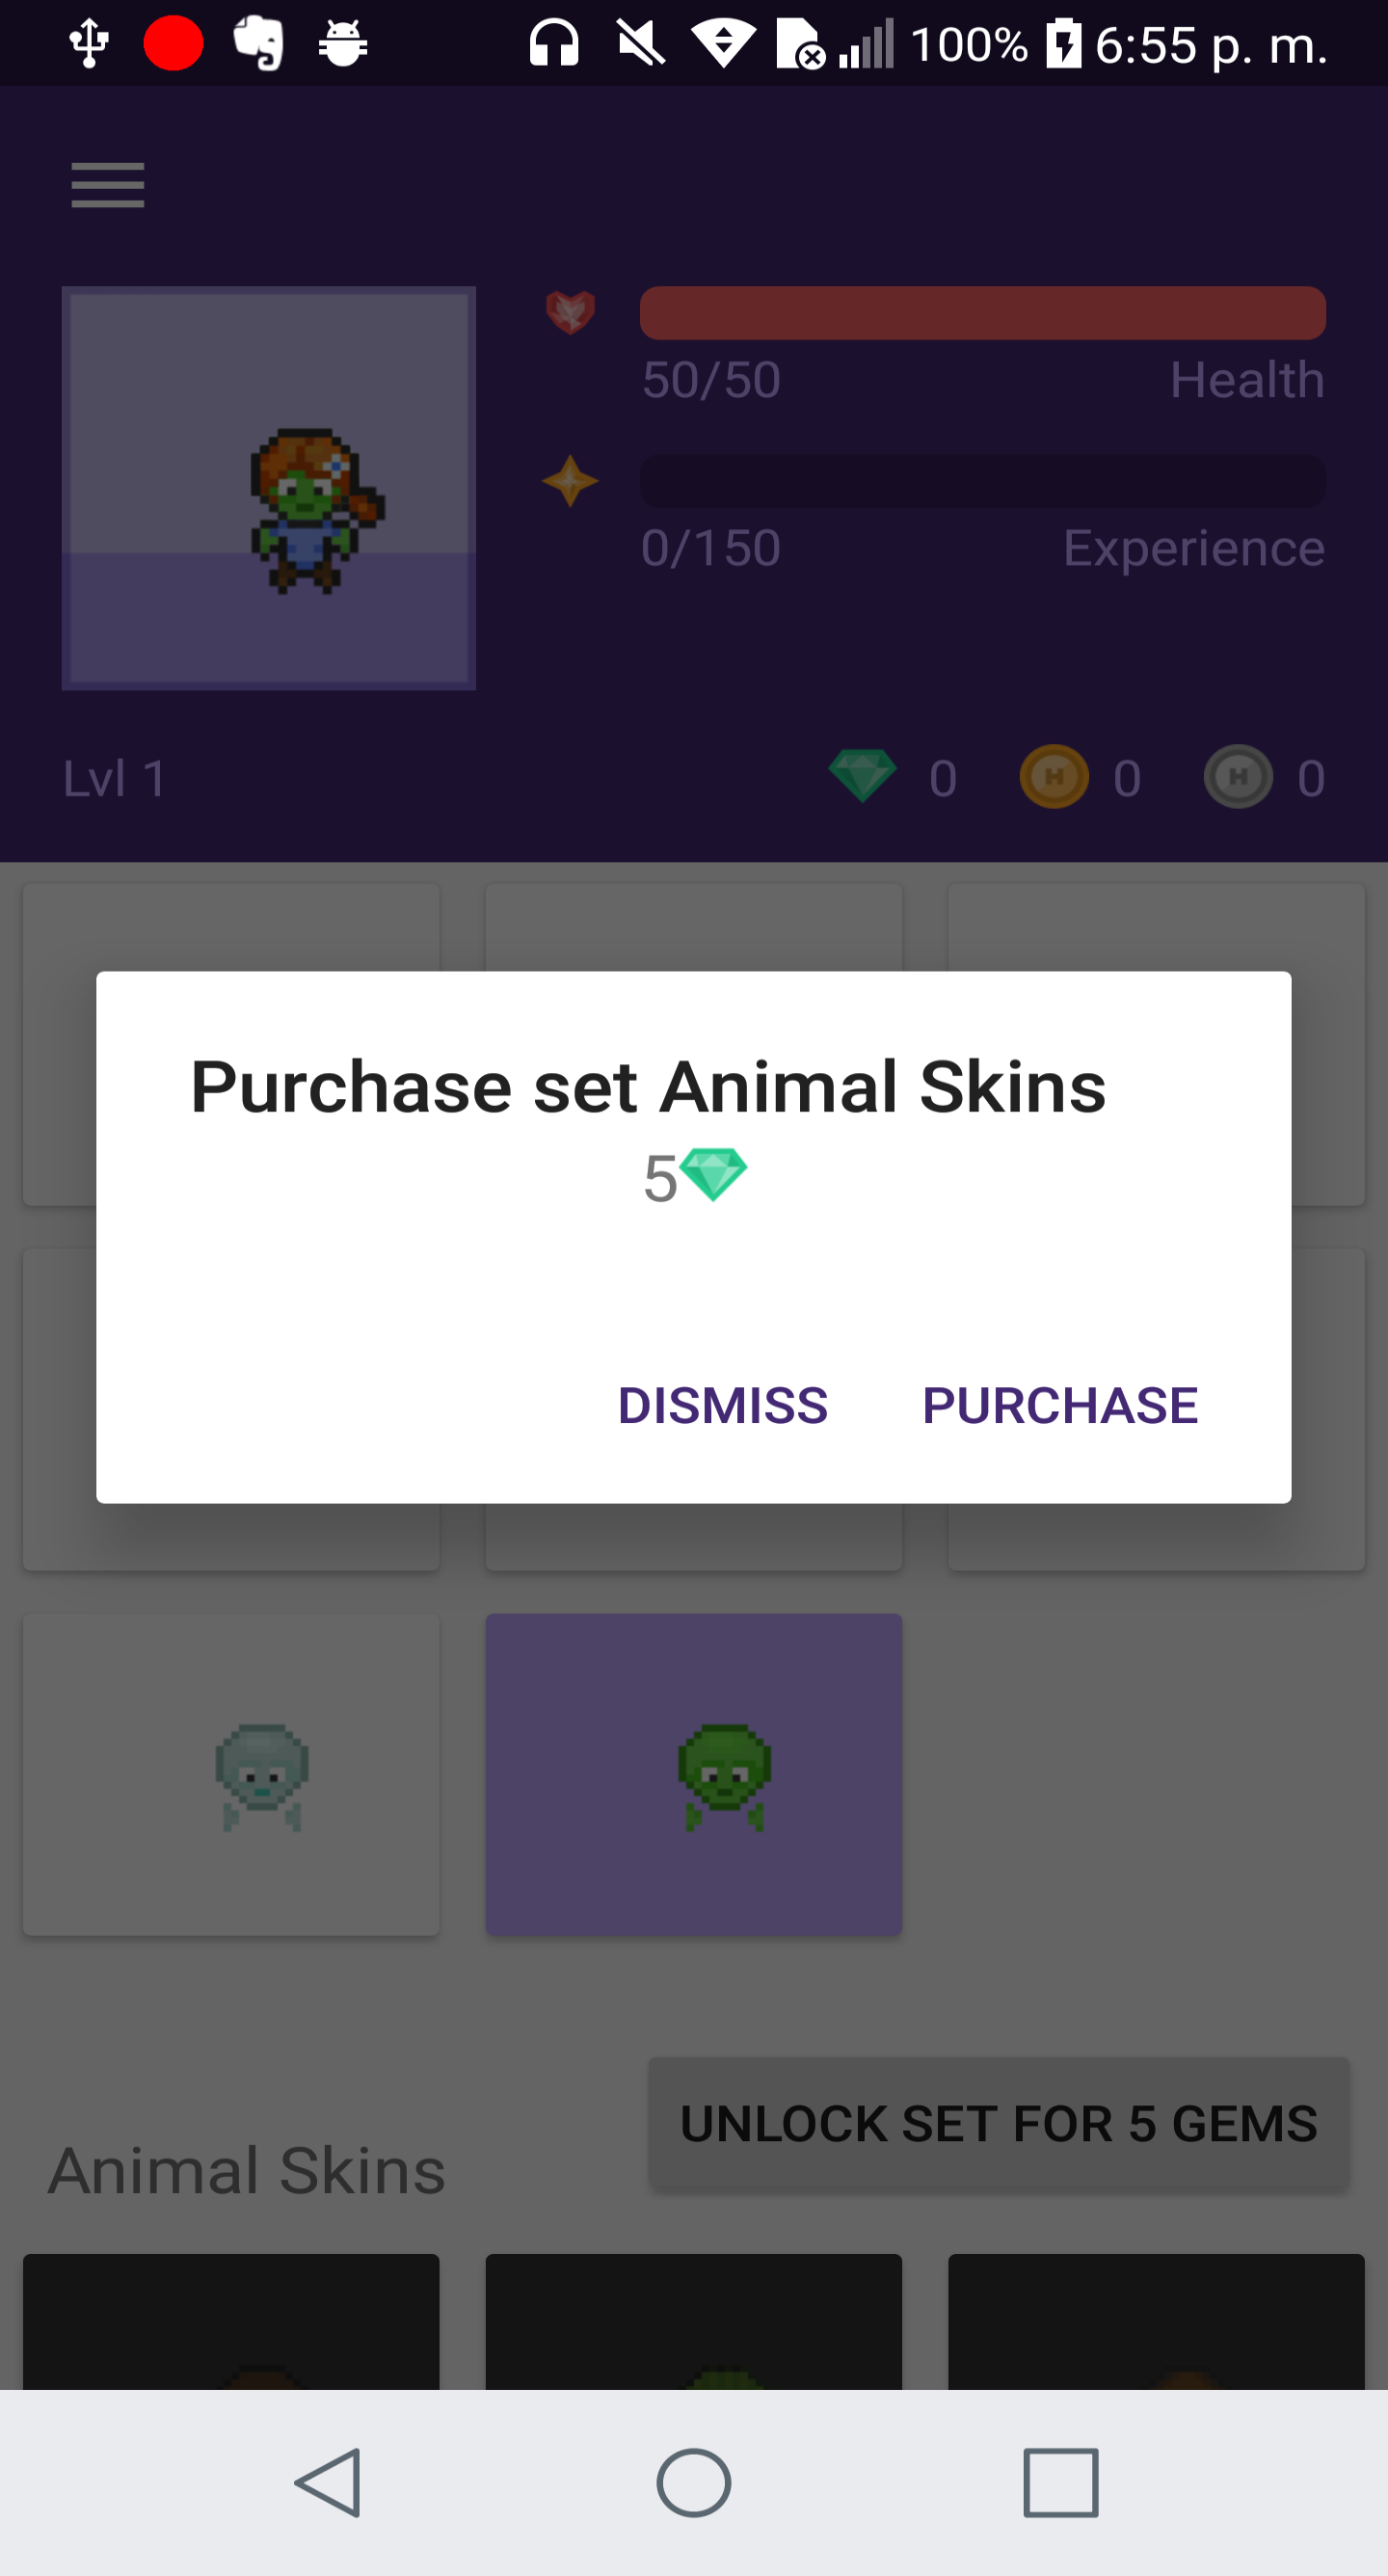 100% 6:55 p. m.
50/50 Health
0/150 Experience
Lvl 1 0 0 0
Purchase set Animal Skins
5
DISMISS PURCHASE
UNLOCK SET FOR 5 GEMS
Animal Skins